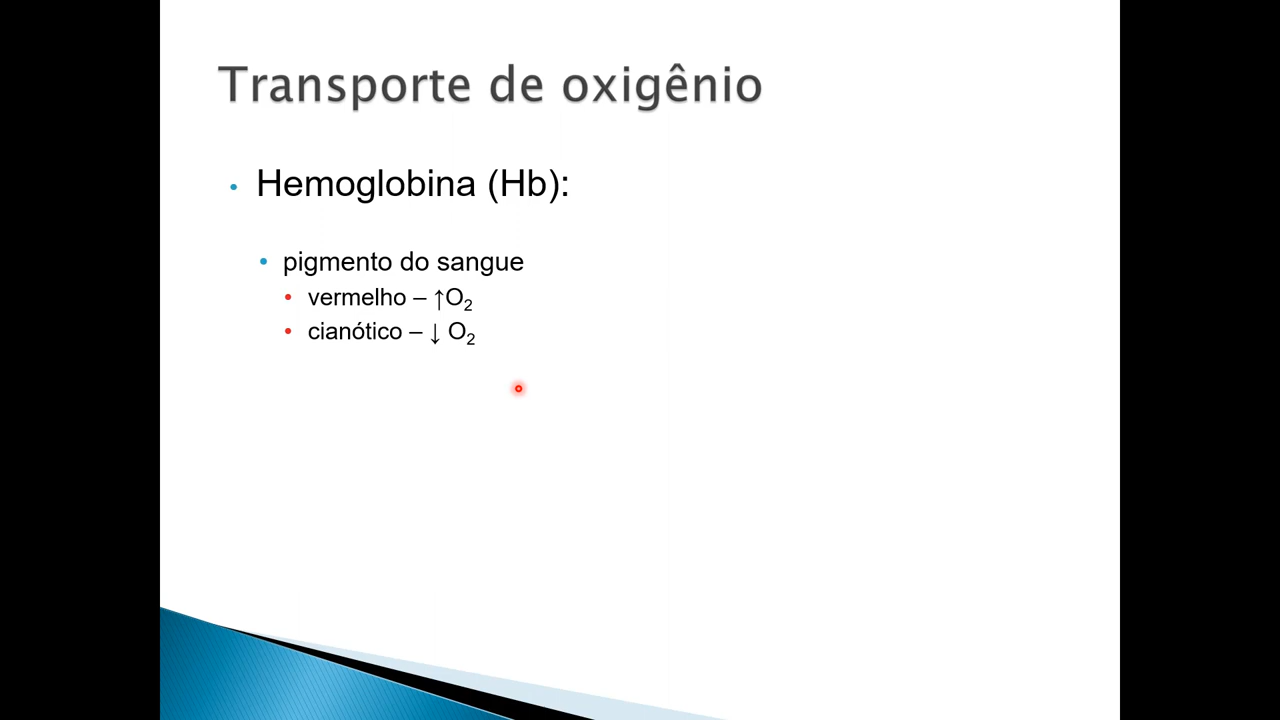 Transporte de oxigênio
• Hemoglobina (Hb):
• pigmento do sangue
• vermelho – ↑O₂
• cianótico – ↓ O₂